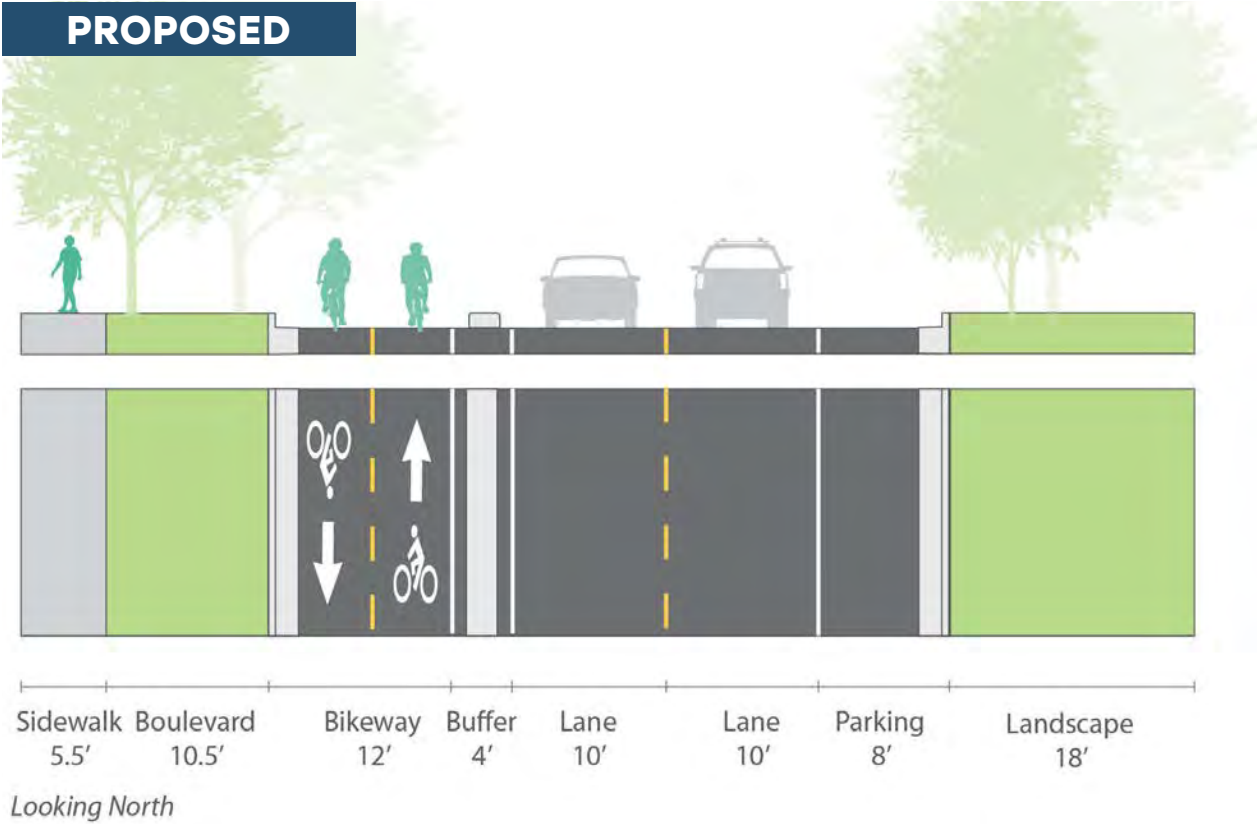 PROPOSED
Sidewalk Boulevard Bikeway Buffer Lane Lane Parking Landscape
5.5’ 10.5’ 12’ 4’ 10’ 10’ 8’ 18’
Looking North